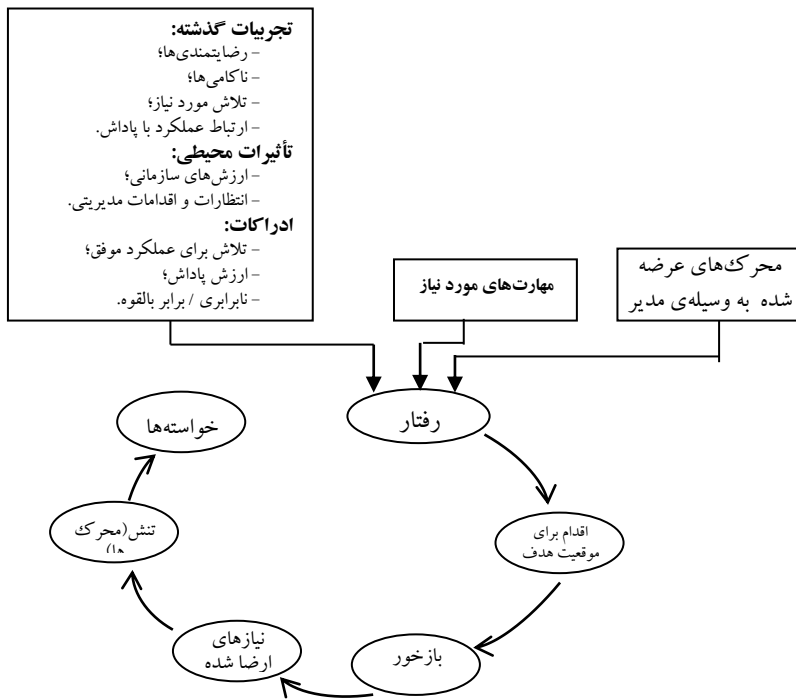 تجربیات گذشته:
– رضایتمندی‌ها؛
– ناکامی‌ها؛
– تلاش مورد نیاز؛
– ارتباط عملکرد با پاداش.
تأثیرات محیطی:
– ارزش‌های سازمانی؛
– انتظارات و اقدامات مدیریتی.
ادراکات:
– تلاش برای عملکرد موفق؛
– ارزش پاداش؛
– نابرابری / برابر بالقوه.
مهارت‌های مورد نیاز
محرک‌های عرضه
شده به وسیله‌ی مدیر
رفتار
اقدام برای
موقعیت هدف
بازخور
نیازهای
ارضا شده
تنش(محرک
ها)
خواسته‌ها